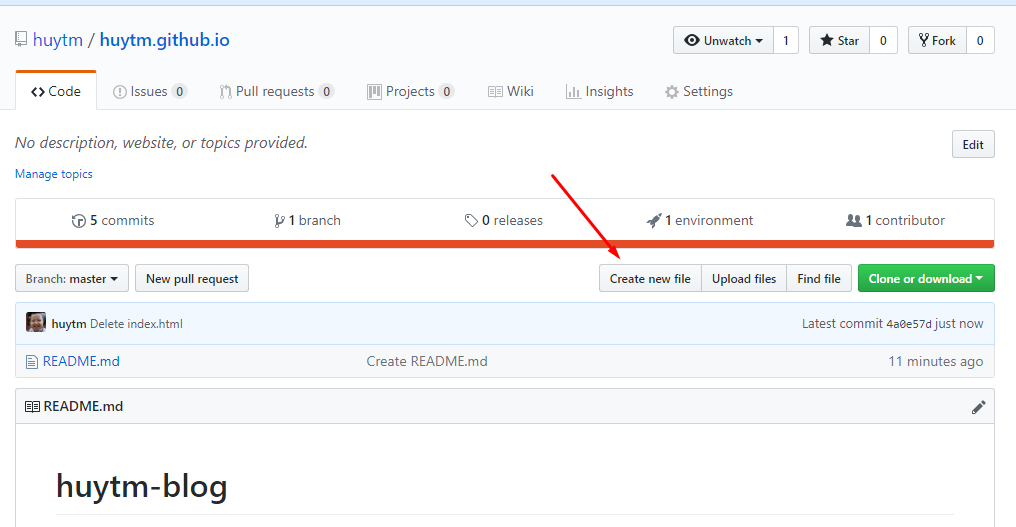 huytm / huytm.github.io
Unwatch 1 Star 0 Fork 0
Code Issues 0 Pull requests 0 Projects 0 Wiki Insights Settings
No description, website, or topics provided.
Edit
Manage topics
5 commits 1 branch 0 releases 1 environment 1 contributor
Branch: master New pull request Create new file Upload files Find file Clone or download
huytm Delete index.html Latest commit 4a0e57d just now
README.md Create README.md 11 minutes ago
README.md
huytm-blog